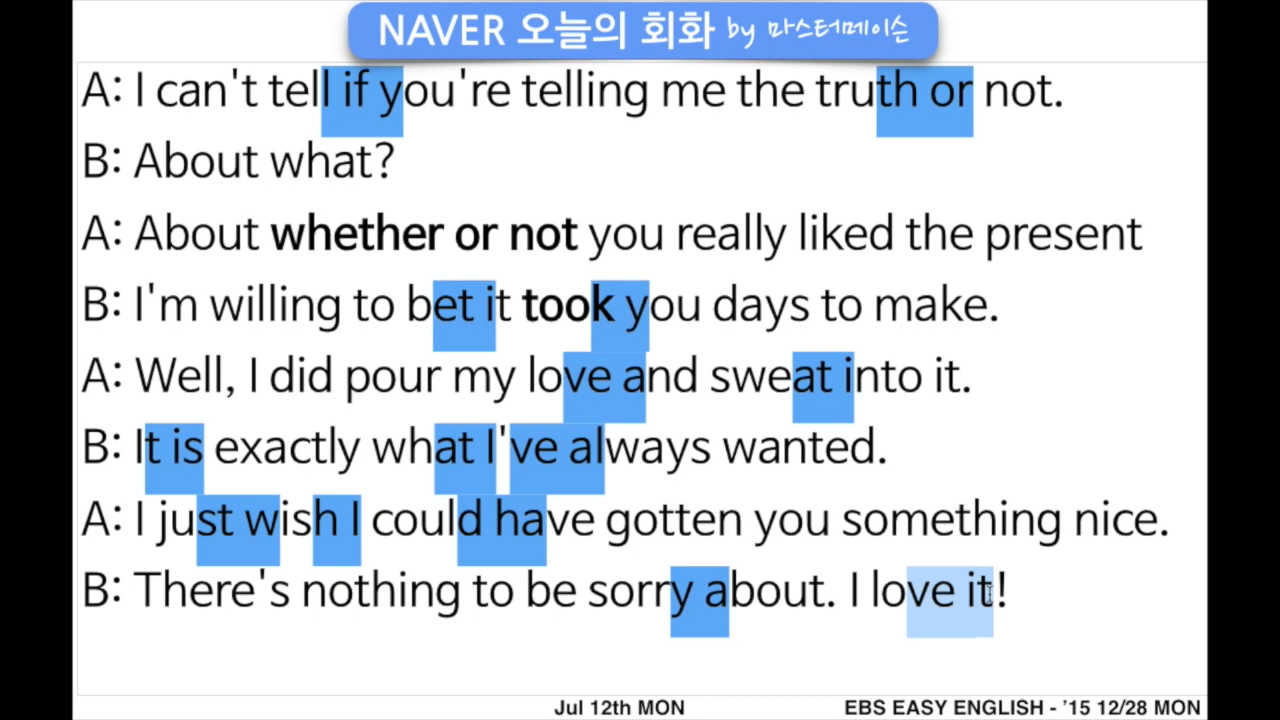 NAVER 오늘의 회화 by 마스터메이슨
A: I can't tell if you're telling me the truth or not.
B: About what?
A: About whether or not you really liked the present
B: I'm willing to bet it took you days to make.
A: Well, I did pour my love and sweat into it.
B: It is exactly what I've always wanted.
A: I just wish I could have gotten you something nice.
B: There's nothing to be sorry about. I love it!
Jul 12th MON
EBS EASY ENGLISH - ’15 12/28 MON